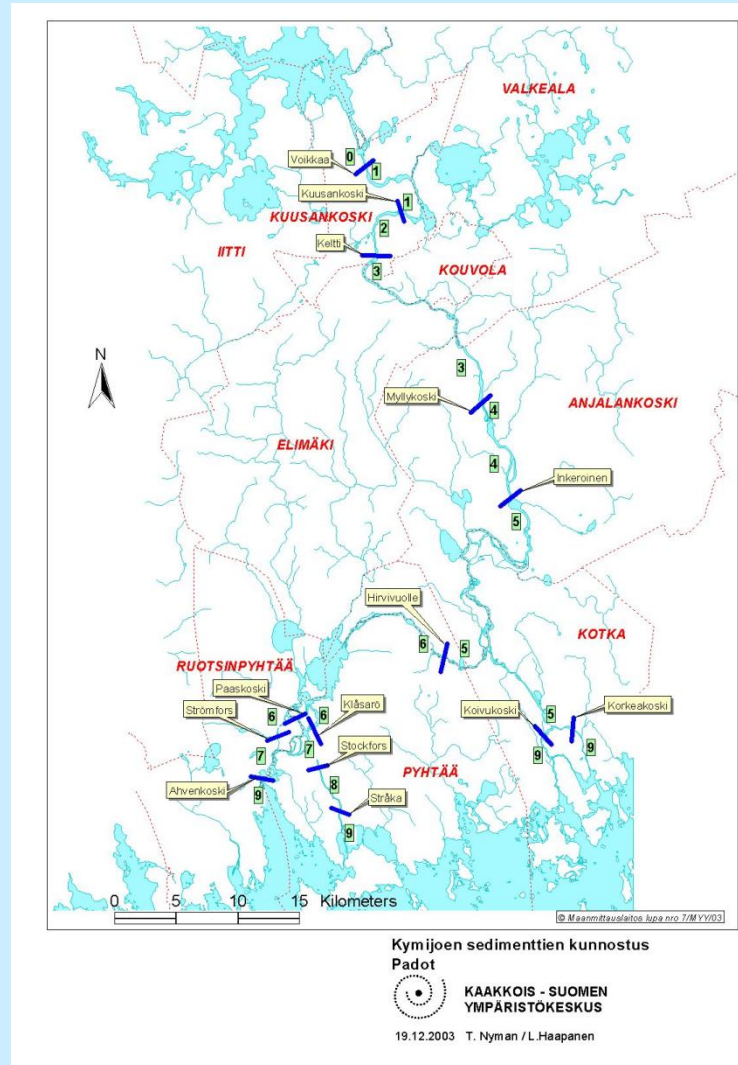 VALKEALA
0
Voikkaa
1
Kuusankoski
1
KUUSANKOSKI
2
IITTI
Keltti
3
KOUVOLA
N
3
Myllykoski
4
ANJALANKOSKI
ELIMÄKI
4
Inkeroinen
5
Hirvivuolle
6
5
KOTKA
RUOTSINPYHTÄÄ
Paaskoski
Klåsarö
Strömfors
6
6
Koivukoski
5
Korkeakoski
7
7
Stockfors
9
9
PYHTÄÄ
Ahvenkoski
9
8
Stråka
9
0 5 10 15 Kilometers
© Maanmittauslaitos lupa nro 7/MYY/03
Kymijoen sedimenttien kunnostus
Padot
KAAKKOIS - SUOMEN
YMPÄRISTÖKESKUS
19.12.2003 T. Nyman / L.Haapanen